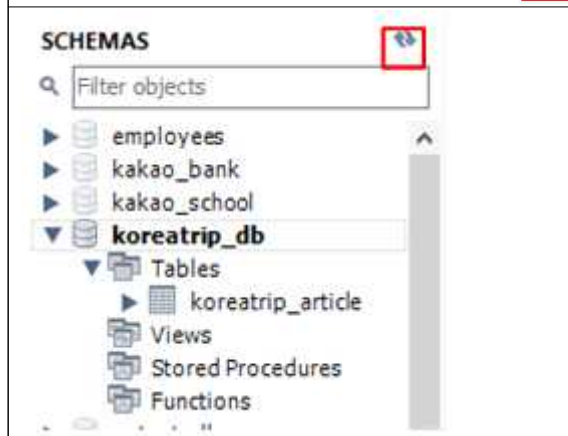 SCHEMAS
Filter objects
employees
kakao_bank
kakao_school
koreatrip_db
Tables
koreatrip_article
Views
Stored Procedures
Functions